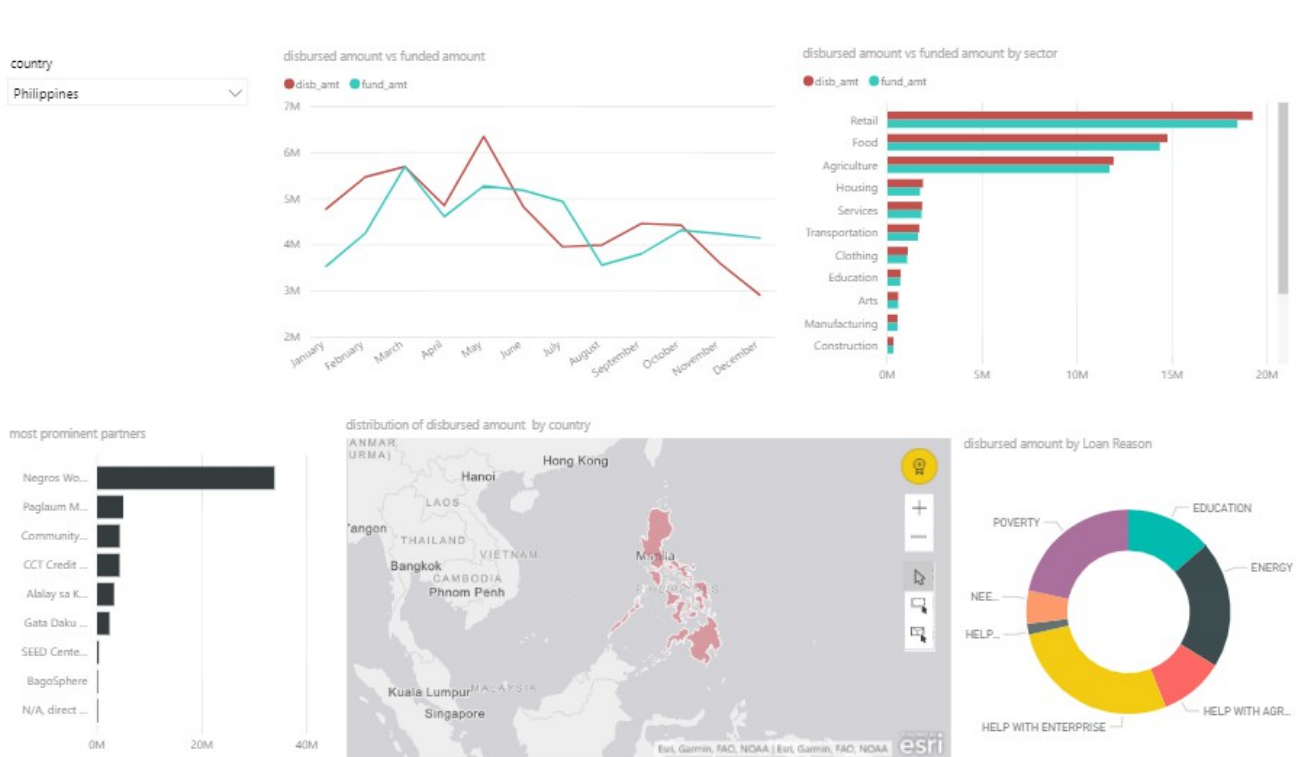 country
Philippines
disbursed amount vs funded amount
disb_amt fund_amt
7M
6M
5M
4M
3M
2M
January
February
March
April
May
June
July
August
September
October
November
December
disbursed amount vs funded amount by sector
disb_amt fund_amt
Retail
Food
Agriculture
Housing
Services
Transportation
Clothing
Education
Arts
Manufacturing
Construction
0M 5M 10M 15M 20M
most prominent partners
Negros Wo...
Paglaum M...
Community...
CCT Credit ...
Alalay sa K...
Gata Daku ...
SEED Cente...
BagoSphere
N/A, direct ...
0M 20M 40M
distribution of disbursed amount by country
ANMAR
URMA)
Hanoi
Hong Kong
LAOS
'angon
THAILAND
VIETNAM
Manila
Bangkok
CAMBODIA
PHILIPPINES
Phnom Penh
Kuala Lumpur
MALAYSIA
Singapore
Esri, Garmin, FAO, NOAA | Esri, Garmin, FAO, NOAA
esri
disbursed amount by Loan Reason
EDUCATION
POVERTY
ENERGY
NEE...
HELP...
HELP WITH AGR...
HELP WITH ENTERPRISE